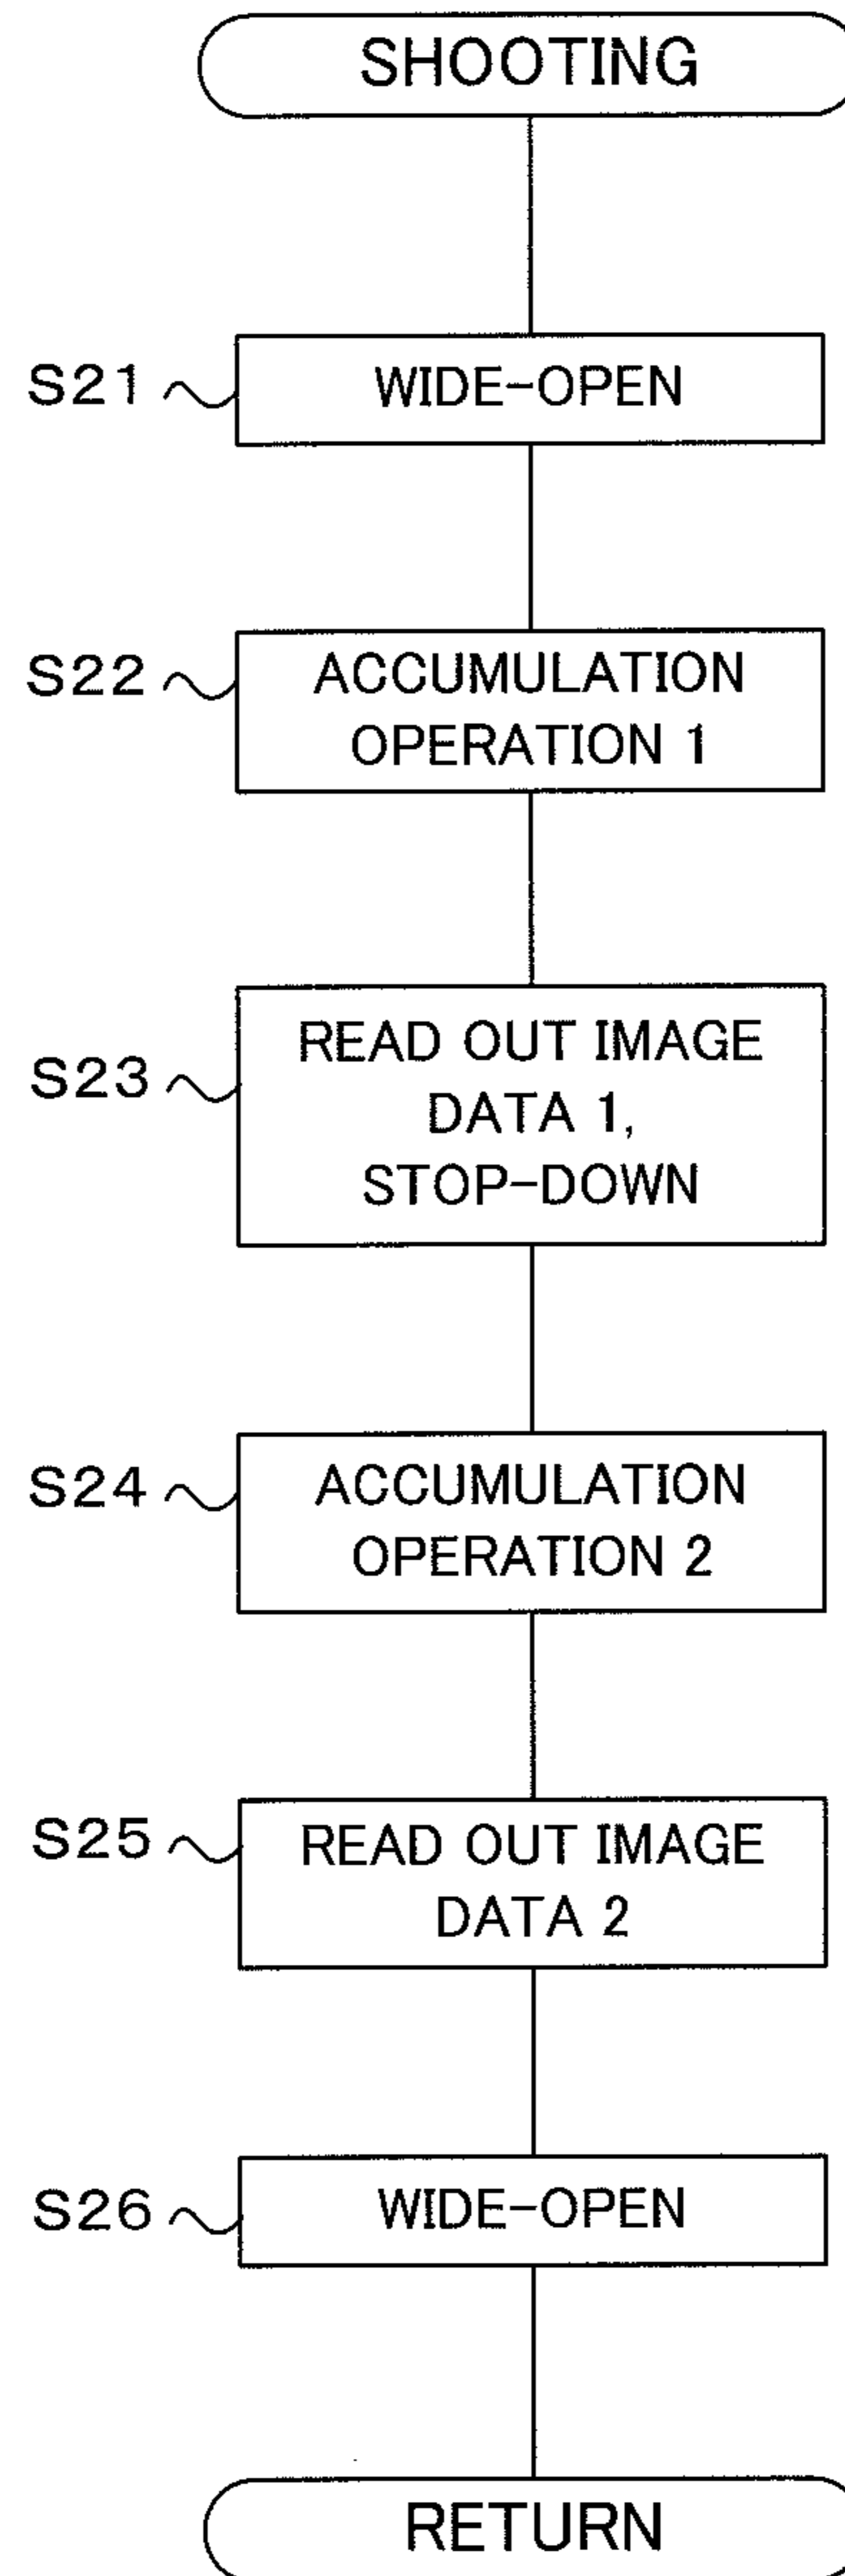 SHOOTING
S21
WIDE-OPEN
S22
ACCUMULATION
OPERATION 1
S23
READ OUT IMAGE
DATA 1,
STOP-DOWN
S24
ACCUMULATION
OPERATION 2
S25
READ OUT IMAGE
DATA 2
S26
WIDE-OPEN
RETURN